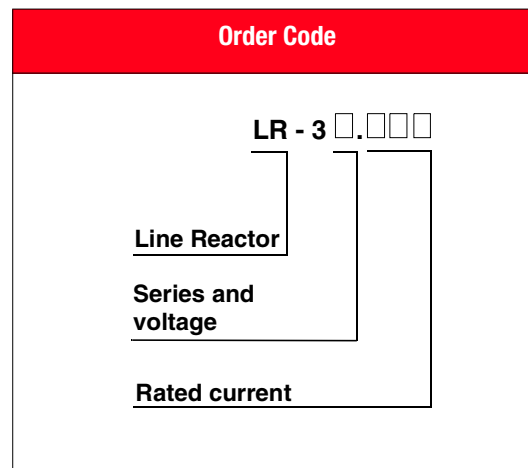 Order Code
LR - 3 □.□□□
Line Reactor
Series and
voltage
Rated current